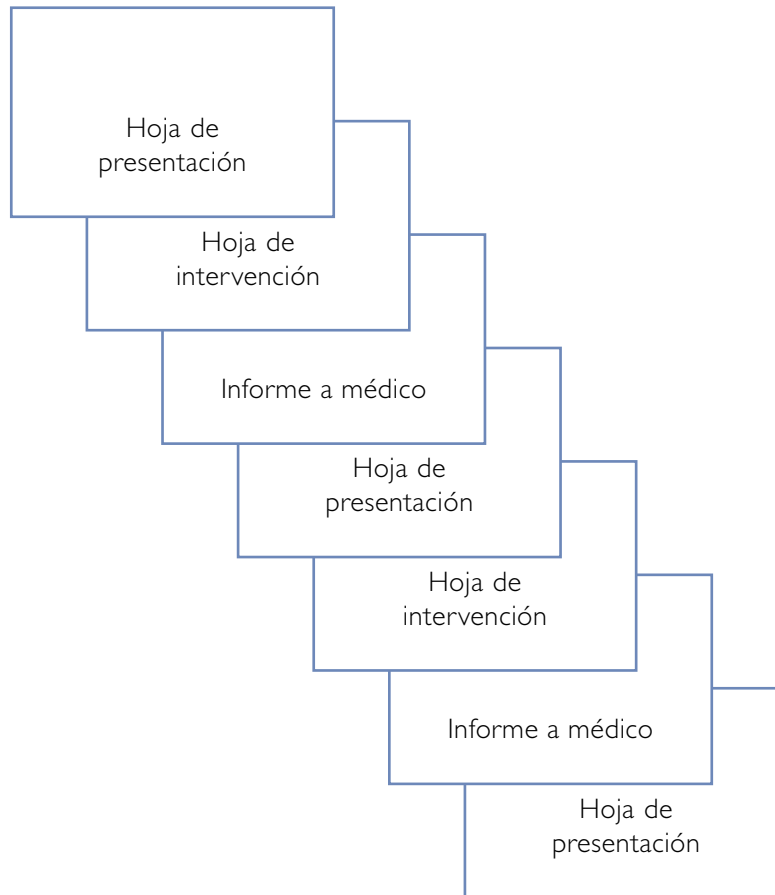 Hoja de
presentación
Hoja de
intervención
Informe a médico
Hoja de
presentación
Hoja de
intervención
Informe a médico
Hoja de
presentación